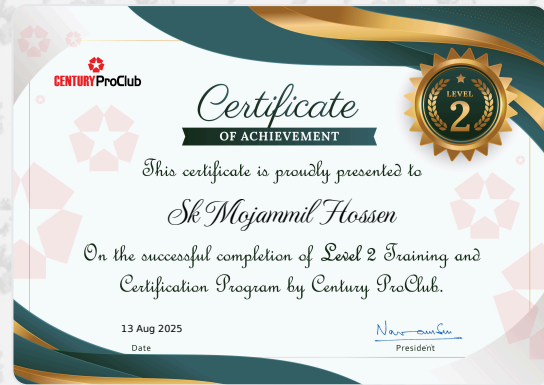 CENTURY ProClub
LEVEL
2
Certificate
OF ACHIEVEMENT
This certificate is proudly presented to
Sk Mojammil Hossen
On the successful completion of Level 2 Training and
Certification Program by Century ProClub.
13 Aug 2025
Date
President